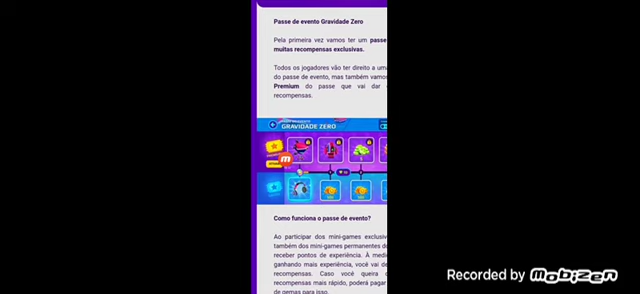 Passe de evento Gravidade Zero
Pela primeira vez vamos ter um passe
muitas recompensas exclusivas.
Todos os jogadores vão ter direito a uma
do passe de evento, mas também vamos
Premium do passe que vai dar
recompensas.
GRAVIDADE ZERO
Como funciona o passe de evento?
Ao participar dos mini-games exclusiv
também dos mini-games permanentes do
receber pontos de experiência. À medi
ganhando mais experiência, você vai de
recompensas. Caso você queira
recompensas mais rápido, poderá pagar
de gemas para isso.
Recorded by Mobizen